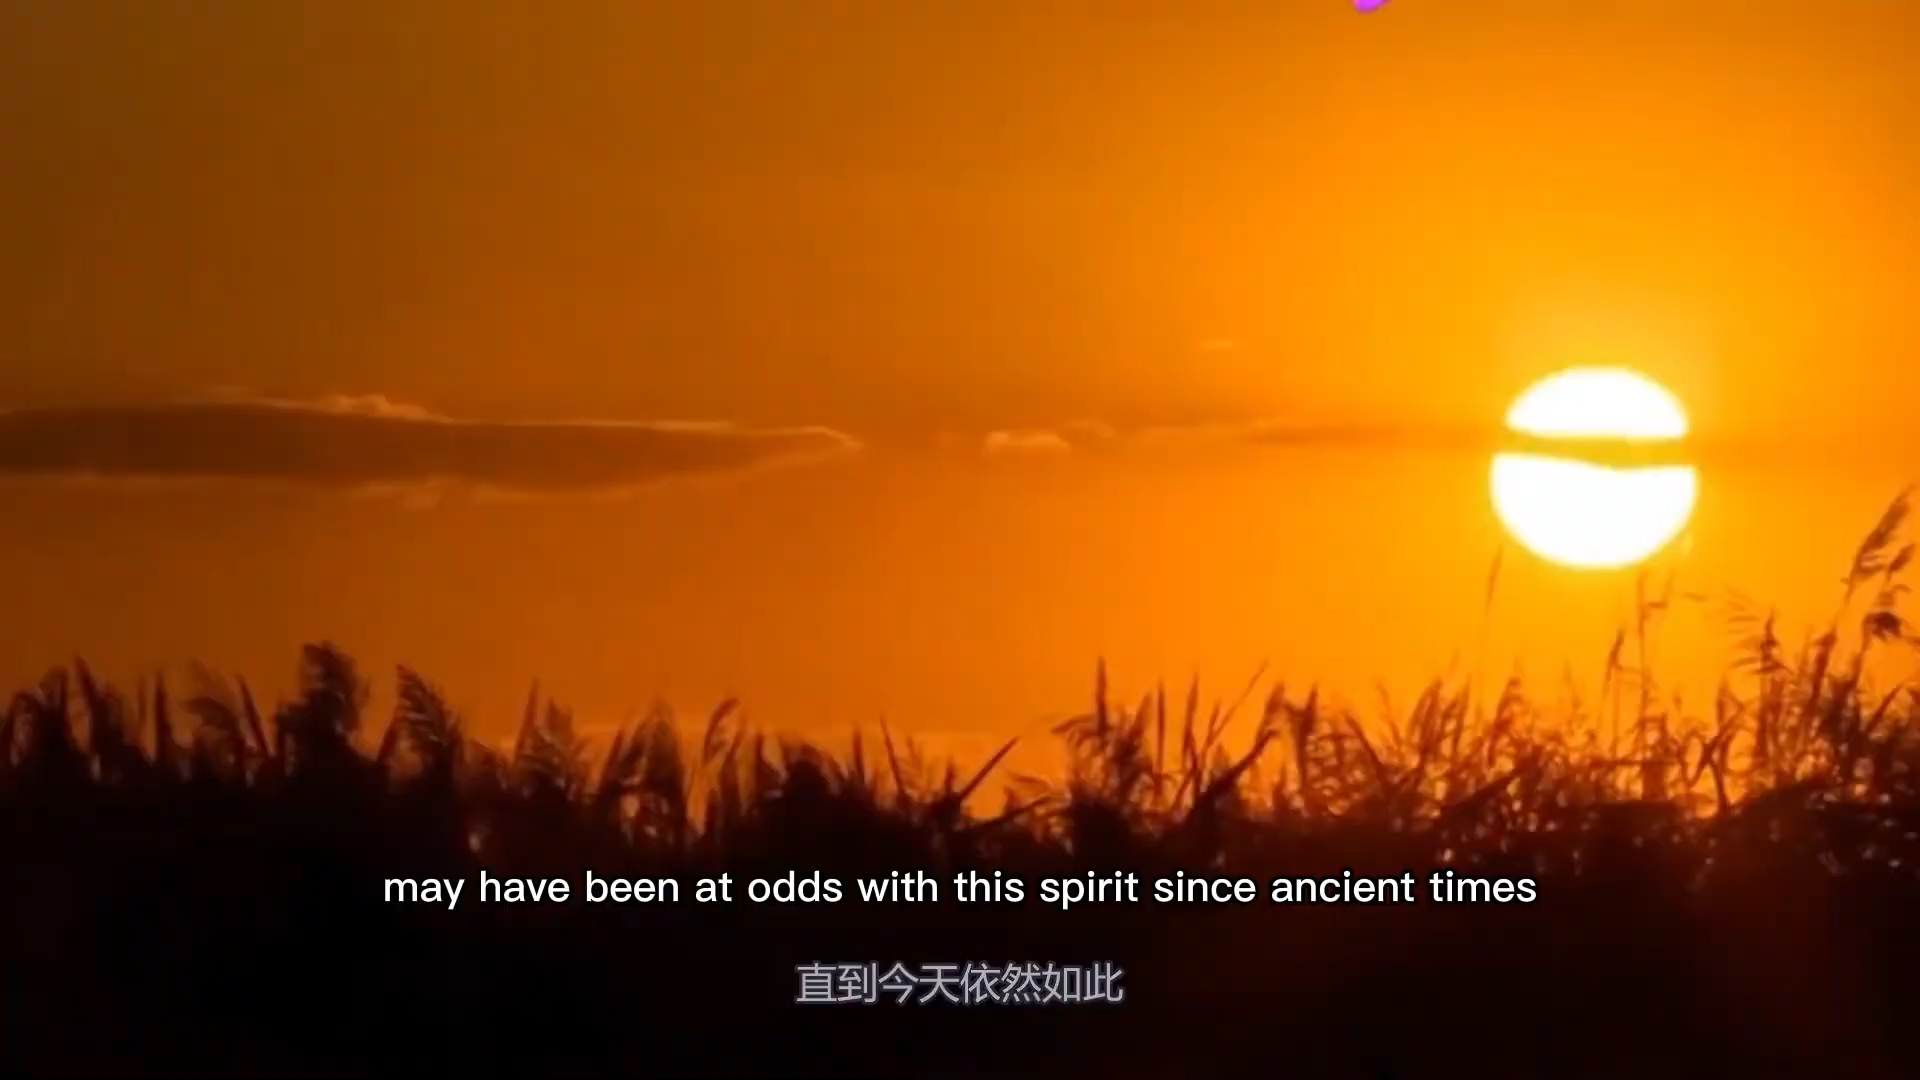 may have been at odds with this spirit since ancient times
直到今天依然如此